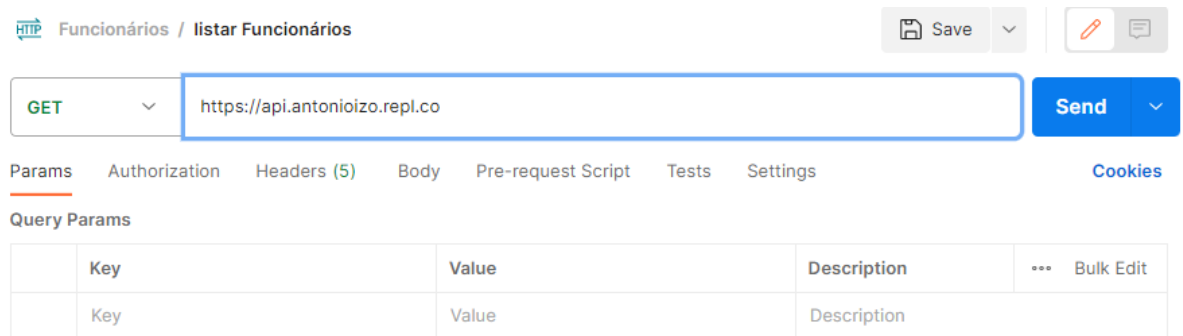 HTTP Funcionários / listar Funcionários Save
GET https://api.antonioizo.repl.co Send
Params Authorization Headers (5) Body Pre-request Script Tests Settings Cookies
Query Params
Key Value Description ••• Bulk Edit
Key Value Description